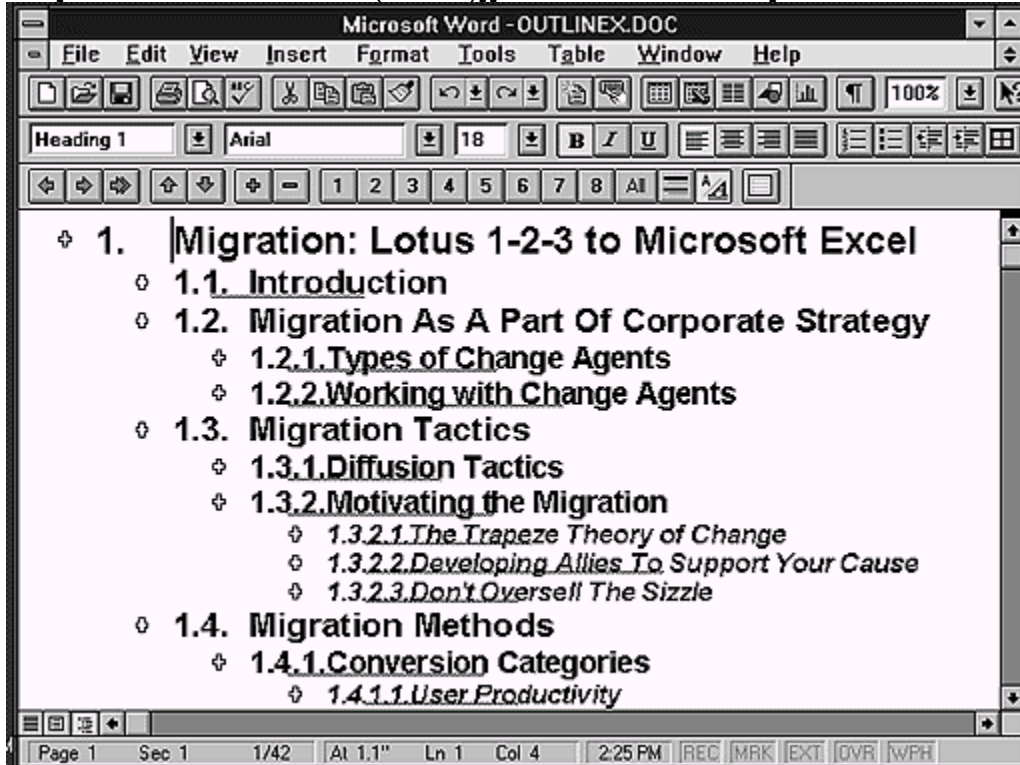 Microsoft Word - OUTLINEX.DOC
File Edit View Insert Format Tools Table Window Help
ABC 100% ?
Heading 1 Arial 18 B I U
1 2 3 4 5 6 7 8 All A/A
1. Migration: Lotus 1-2-3 to Microsoft Excel
1.1. Introduction
1.2. Migration As A Part Of Corporate Strategy
1.2.1.Types of Change Agents
1.2.2.Working with Change Agents
1.3. Migration Tactics
1.3.1.Diffusion Tactics
1.3.2.Motivating the Migration
1.3.2.1.The Trapeze Theory of Change
1.3.2.2.Developing Allies To Support Your Cause
1.3.2.3.Don't Oversell The Sizzle
1.4. Migration Methods
1.4.1.Conversion Categories
1.4.1.1.User Productivity
Page 1 Sec 1 1/42 At 1.1" Ln 1 Col 4 2:25 PM REC MRK EXT OVR WPH